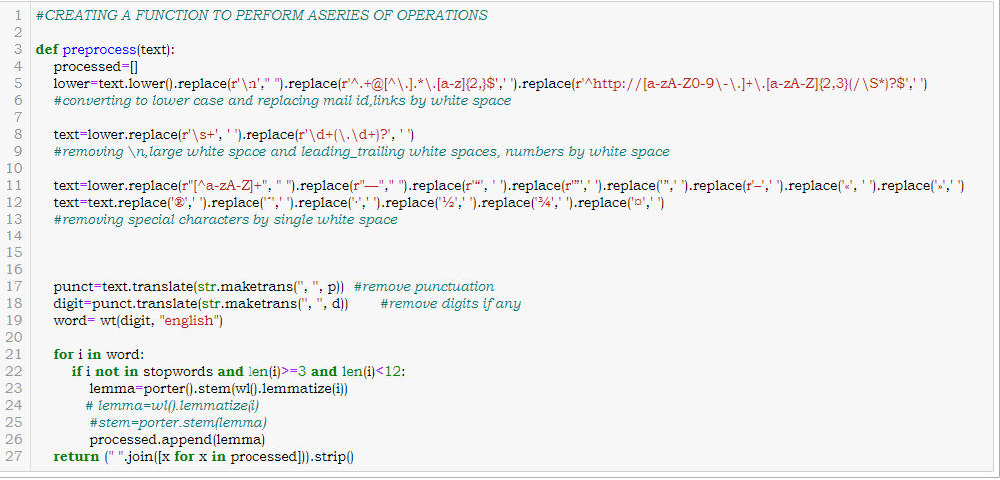 1 #CREATING A FUNCTION TO PERFORM ASERIES OF OPERATIONS
2
3 def preprocess(text):
4     processed=[]
5     lower=text.lower().replace(r'\n'," ").replace(r'^.+@[^\.].*\.[a-z]{2,}$',' ').replace(r'^http://[a-zA-Z0-9\-\.]+\.[a-zA-Z]{2,3}(/\S*)?$',' ')
6     #converting to lower case and replacing mail id,links by white space
7
8     text=lower.replace(r'\s+', ' ').replace(r'\d+(\.\d+)?', ' ')
9     #removing \n,large white space and leading_trailing white spaces, numbers by white space
10
11     text=lower.replace(r"[^a-zA-Z]+", " ").replace(r"—"," ").replace(r'“', ' ').replace(r'”',' ').replace('”',' ').replace(r'–',' ').replace('«', ' ').replace('»',' ')
12     text=text.replace('®',' ').replace('´',' ').replace('·',' ').replace('½',' ').replace('¾',' ').replace('¤',' ')
13     #removing special characters by single white space
14
15
16
17     punct=text.translate(str.maketrans('', '', p))  #remove punctuation
18     digit=punct.translate(str.maketrans('', '', d))     #remove digits if any
19     word= wt(digit, "english")
20
21     for i in word:
22         if i not in stopwords and len(i)>=3 and len(i)<12:
23             lemma=porter().stem(wl().lemmatize(i))
24             # lemma=wl().lemmatize(i)
25             #stem=porter.stem(lemma)
26             processed.append(lemma)
27     return (" ".join([x for x in processed])).strip()